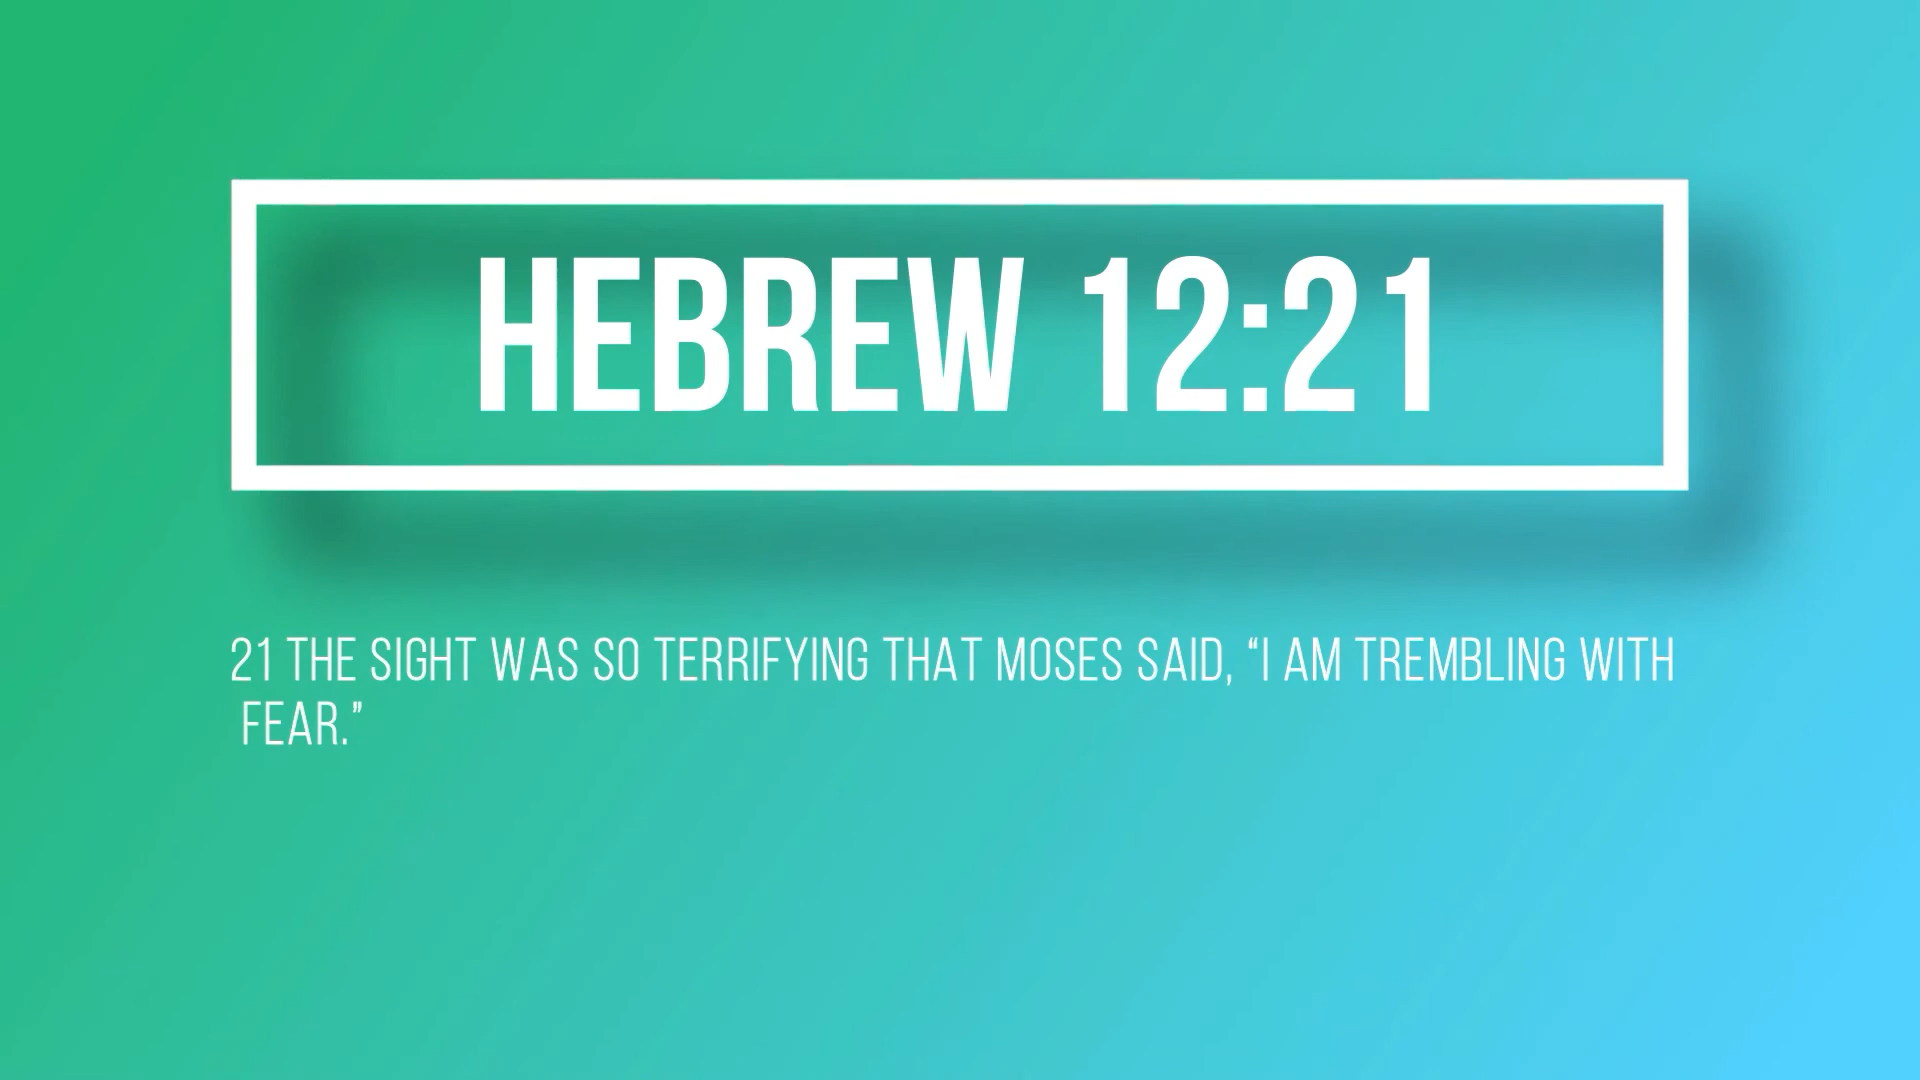 HEBREW 12:21
21 THE SIGHT WAS SO TERRIFYING THAT MOSES SAID, “I AM TREMBLING WITH
FEAR.”